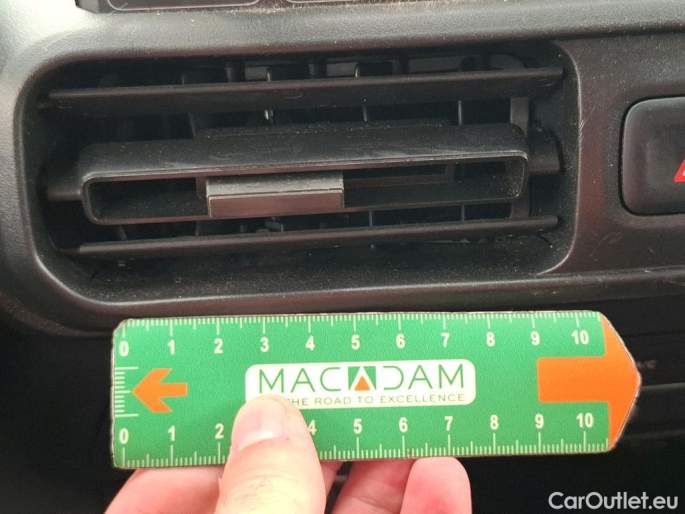 0 1 2 3 4 5 6 7 8 9 10
MACADAM
THE ROAD TO EXCELLENCE
0 1 2 4 5 6 7 8 9 10
CarOutlet.eu